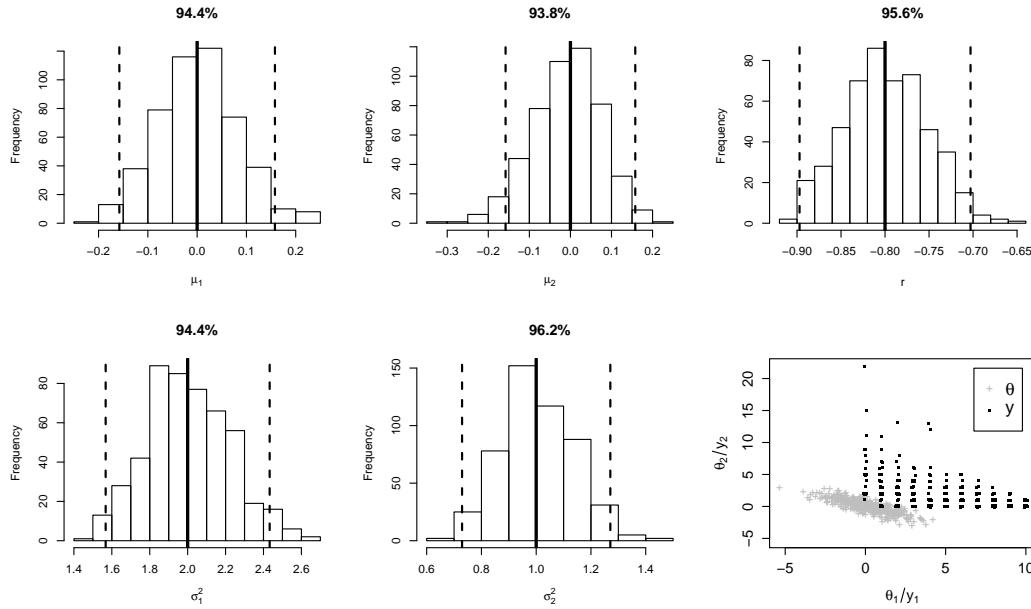 94.4%
93.8%
95.6%
Frequency
0 20 40 60 80 100
−0.2 −0.1 0.0 0.1 0.2
μ1
Frequency
0 20 40 60 80 100
−0.3 −0.2 −0.1 0.0 0.1 0.2
μ2
Frequency
0 20 40 60 80
−0.90 −0.85 −0.80 −0.75 −0.70 −0.65
r
94.4%
96.2%
Frequency
0 20 40 60 80
1.4 1.6 1.8 2.0 2.2 2.4 2.6
σ1²
Frequency
0 50 100 150
0.6 0.8 1.0 1.2 1.4
σ2²
θ2/y2
−5 0 5 10 15 20
−5 0 5 10
θ1/y1
θ
y